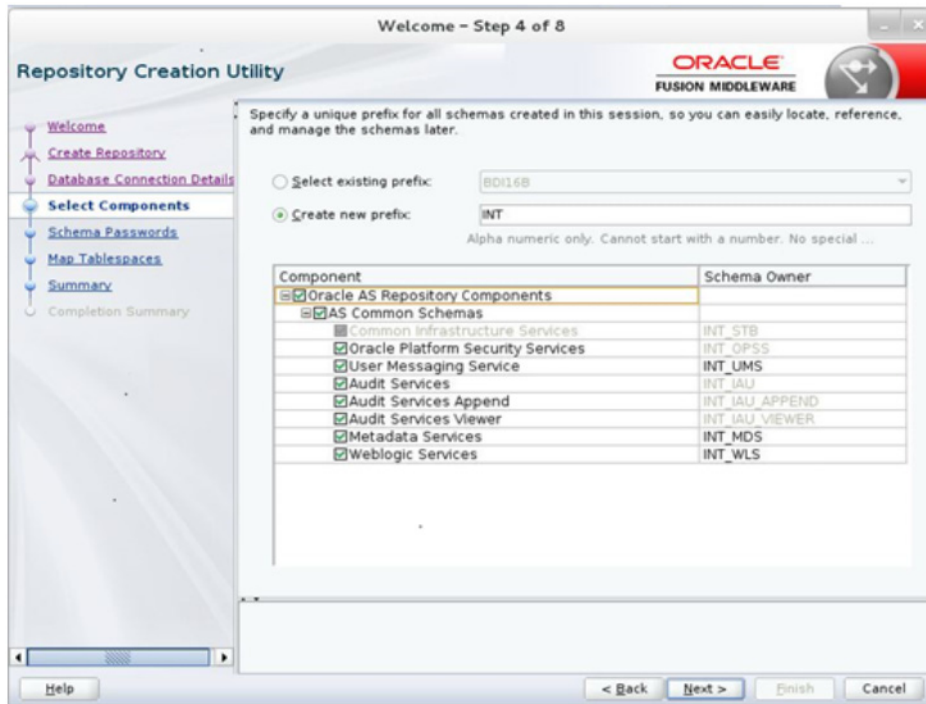 Welcome - Step 4 of 8
Repository Creation Utility
ORACLE
FUSION MIDDLEWARE
Welcome
Create Repository
Database Connection Details
Select Components
Schema Passwords
Map Tablespaces
Summary
Completion Summary
Specify a unique prefix for all schemas created in this session, so you can easily locate, reference,
and manage the schemas later.
Select existing prefix: BDI16B
Create new prefix: INT
Alpha numeric only. Cannot start with a number. No special ...
Component Schema Owner
Oracle AS Repository Components
AS Common Schemas
Common Infrastructure Services INT_STB
Oracle Platform Security Services INT_OPSS
User Messaging Service INT_UMS
Audit Services INT_IAU
Audit Services Append INT_IAU_APPEND
Audit Services Viewer INT_IAU_VIEWER
Metadata Services INT_MDS
Weblogic Services INT_WLS
Help < Back Next > Finish Cancel